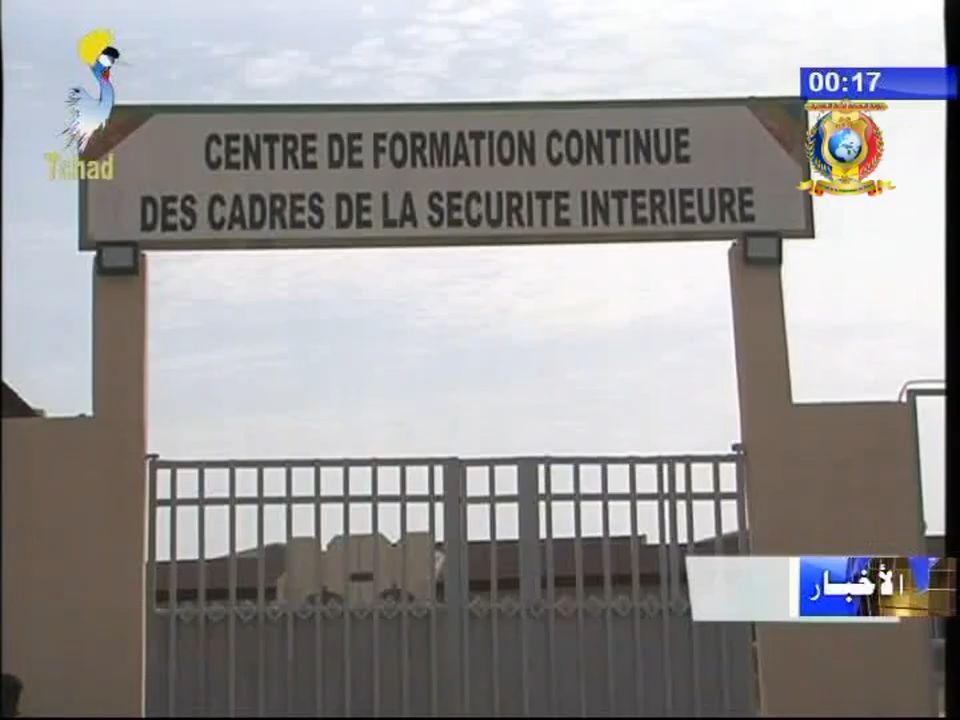 Tchad
00:17
CENTRE DE FORMATION CONTINUE
DES CADRES DE LA SECURITE INTERIEURE
الأخبار